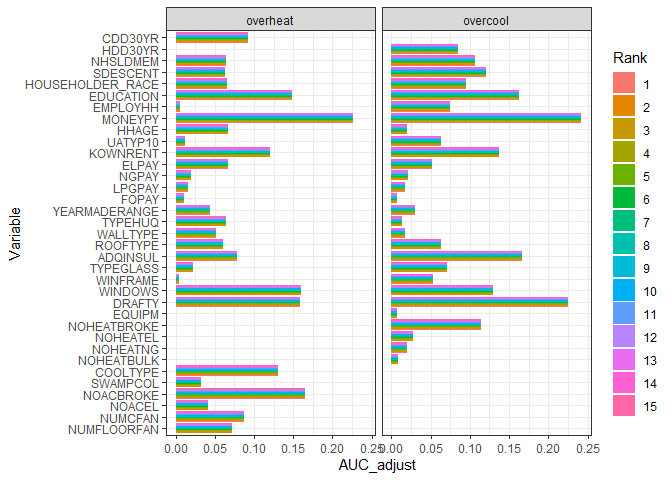 overheat
overcool
Variable
CDD30YR
HDD30YR
NHSLDMEM
SDESCENT
HOUSEHOLDER_RACE
EDUCATION
EMPLOYHH
MONEYPY
HHAGE
UATYP10
KOWNRENT
ELPAY
NGPAY
LPGPAY
FOPAY
YEARMADERANGE
TYPEHUQ
WALLTYPE
ROOFTYPE
ADQINSUL
TYPEGLASS
WINFRAME
WINDOWS
DRAFTY
EQUIPM
NOHEATBROKE
NOHEATEL
NOHEATNG
NOHEATBULK
COOLTYPE
SWAMPCOL
NOACBROKE
NOACEL
NUMCFAN
NUMFLOORFAN
0.00 0.05 0.10 0.15 0.20 0.25
0.00 0.05 0.10 0.15 0.20 0.25
AUC_adjust
Rank
1
2
3
4
5
6
7
8
9
10
11
12
13
14
15